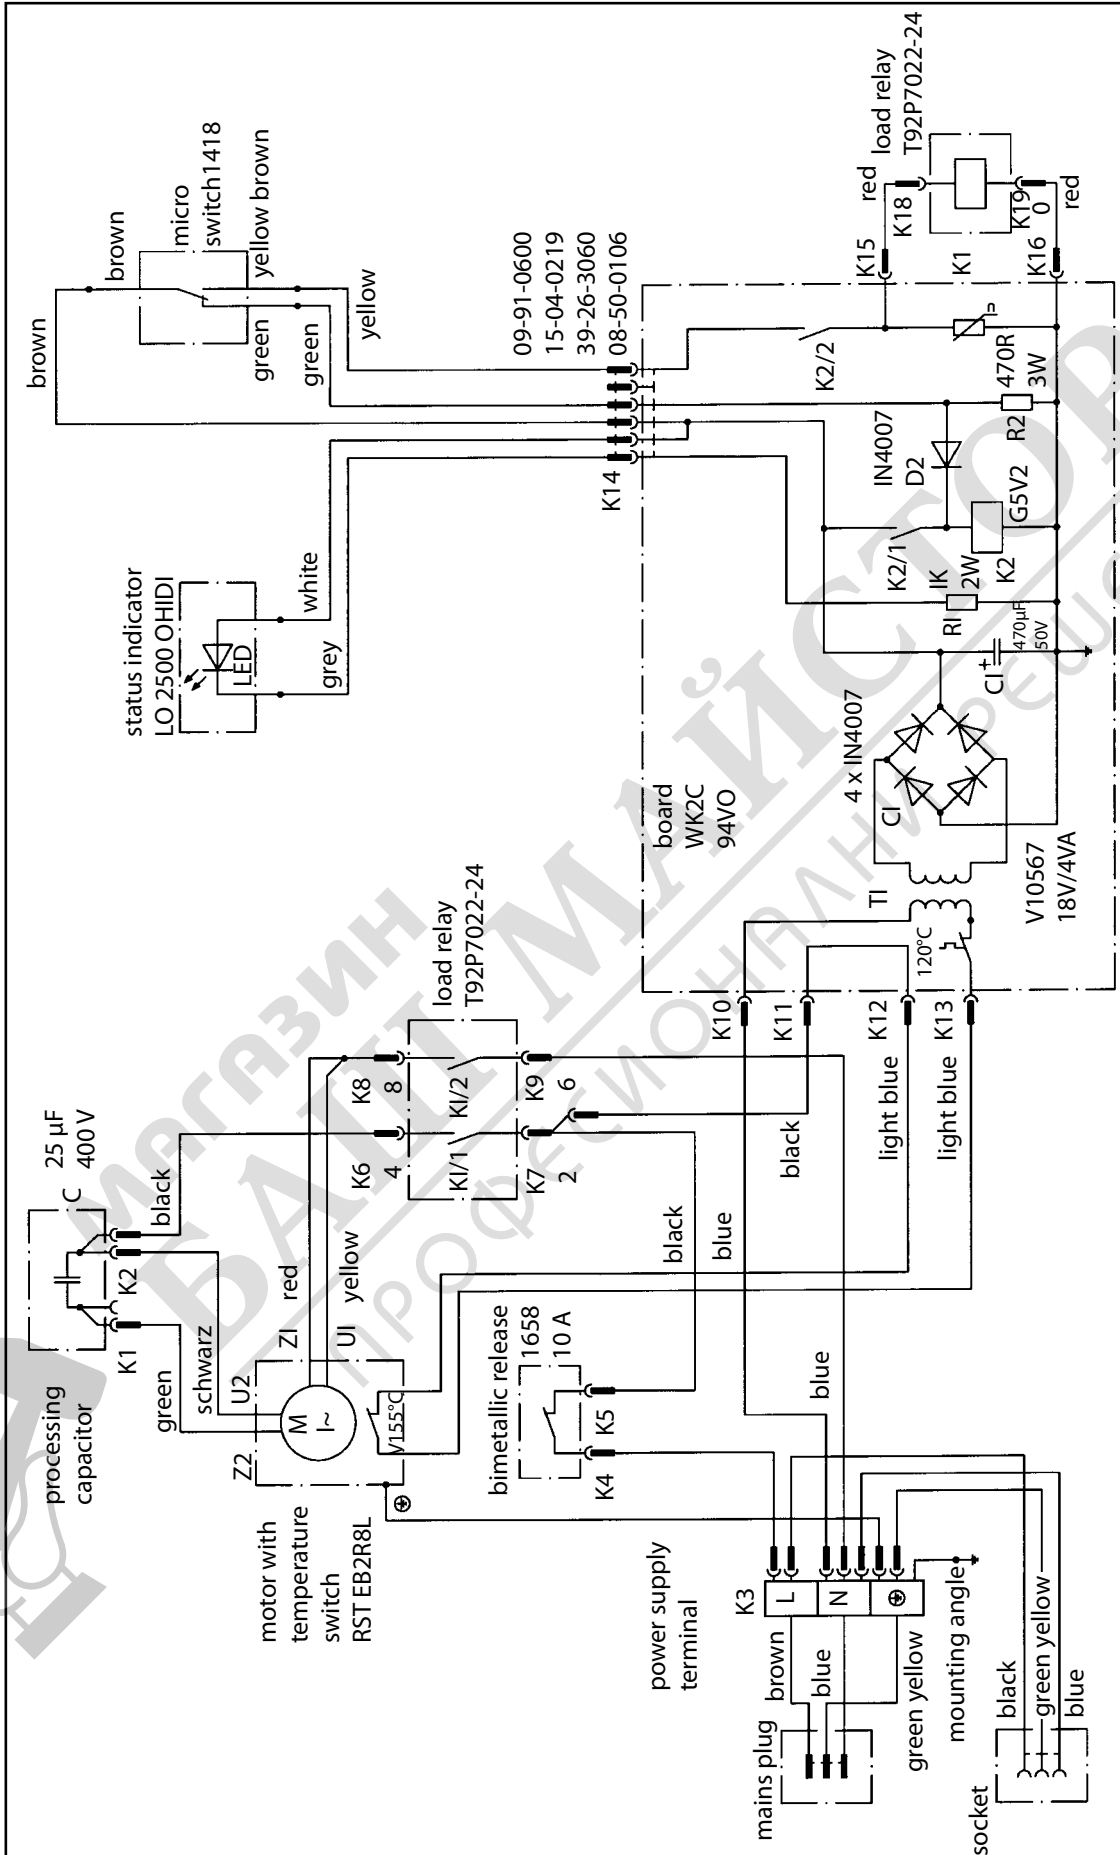 processing
capacitor
25 µF
400 V
C
K1
K2
green
schwarz
black
motor with
temperature
switch
RST EB2R8L
Z2
U2
ZI
UI
M
I~
V155°C
red
yellow
load relay
T92P7022-24
K6
4
K8
8
KI/1
KI/2
K7
2
K9
6
bimetallic release
1658
10 A
K4
K5
black
blue
black
light blue
light blue
blue
power supply
terminal
K3
L
N
mains plug
brown
blue
green yellow
mounting angle
socket
black
green yellow
blue
status indicator
LO 2500 OHIDI
LED
grey
white
brown
brown
micro
switch1418
yellow brown
green
green
yellow
09-91-0600
15-04-0219
39-26-3060
08-50-0106
K14
board
WK2C
94VO
K10
K11
K12
K13
120°C
TI
V10567
18V/4VA
4 x IN4007
CI
CI
+
470µF
50V
RI
IK
2W
K2/1
K2
G5V2
IN4007
D2
R2
470R
3W
K2/2
K15
K1
K16
red
K18
load relay
T92P7022-24
K19
0
red
магазин
БАШ МАЙСТОР